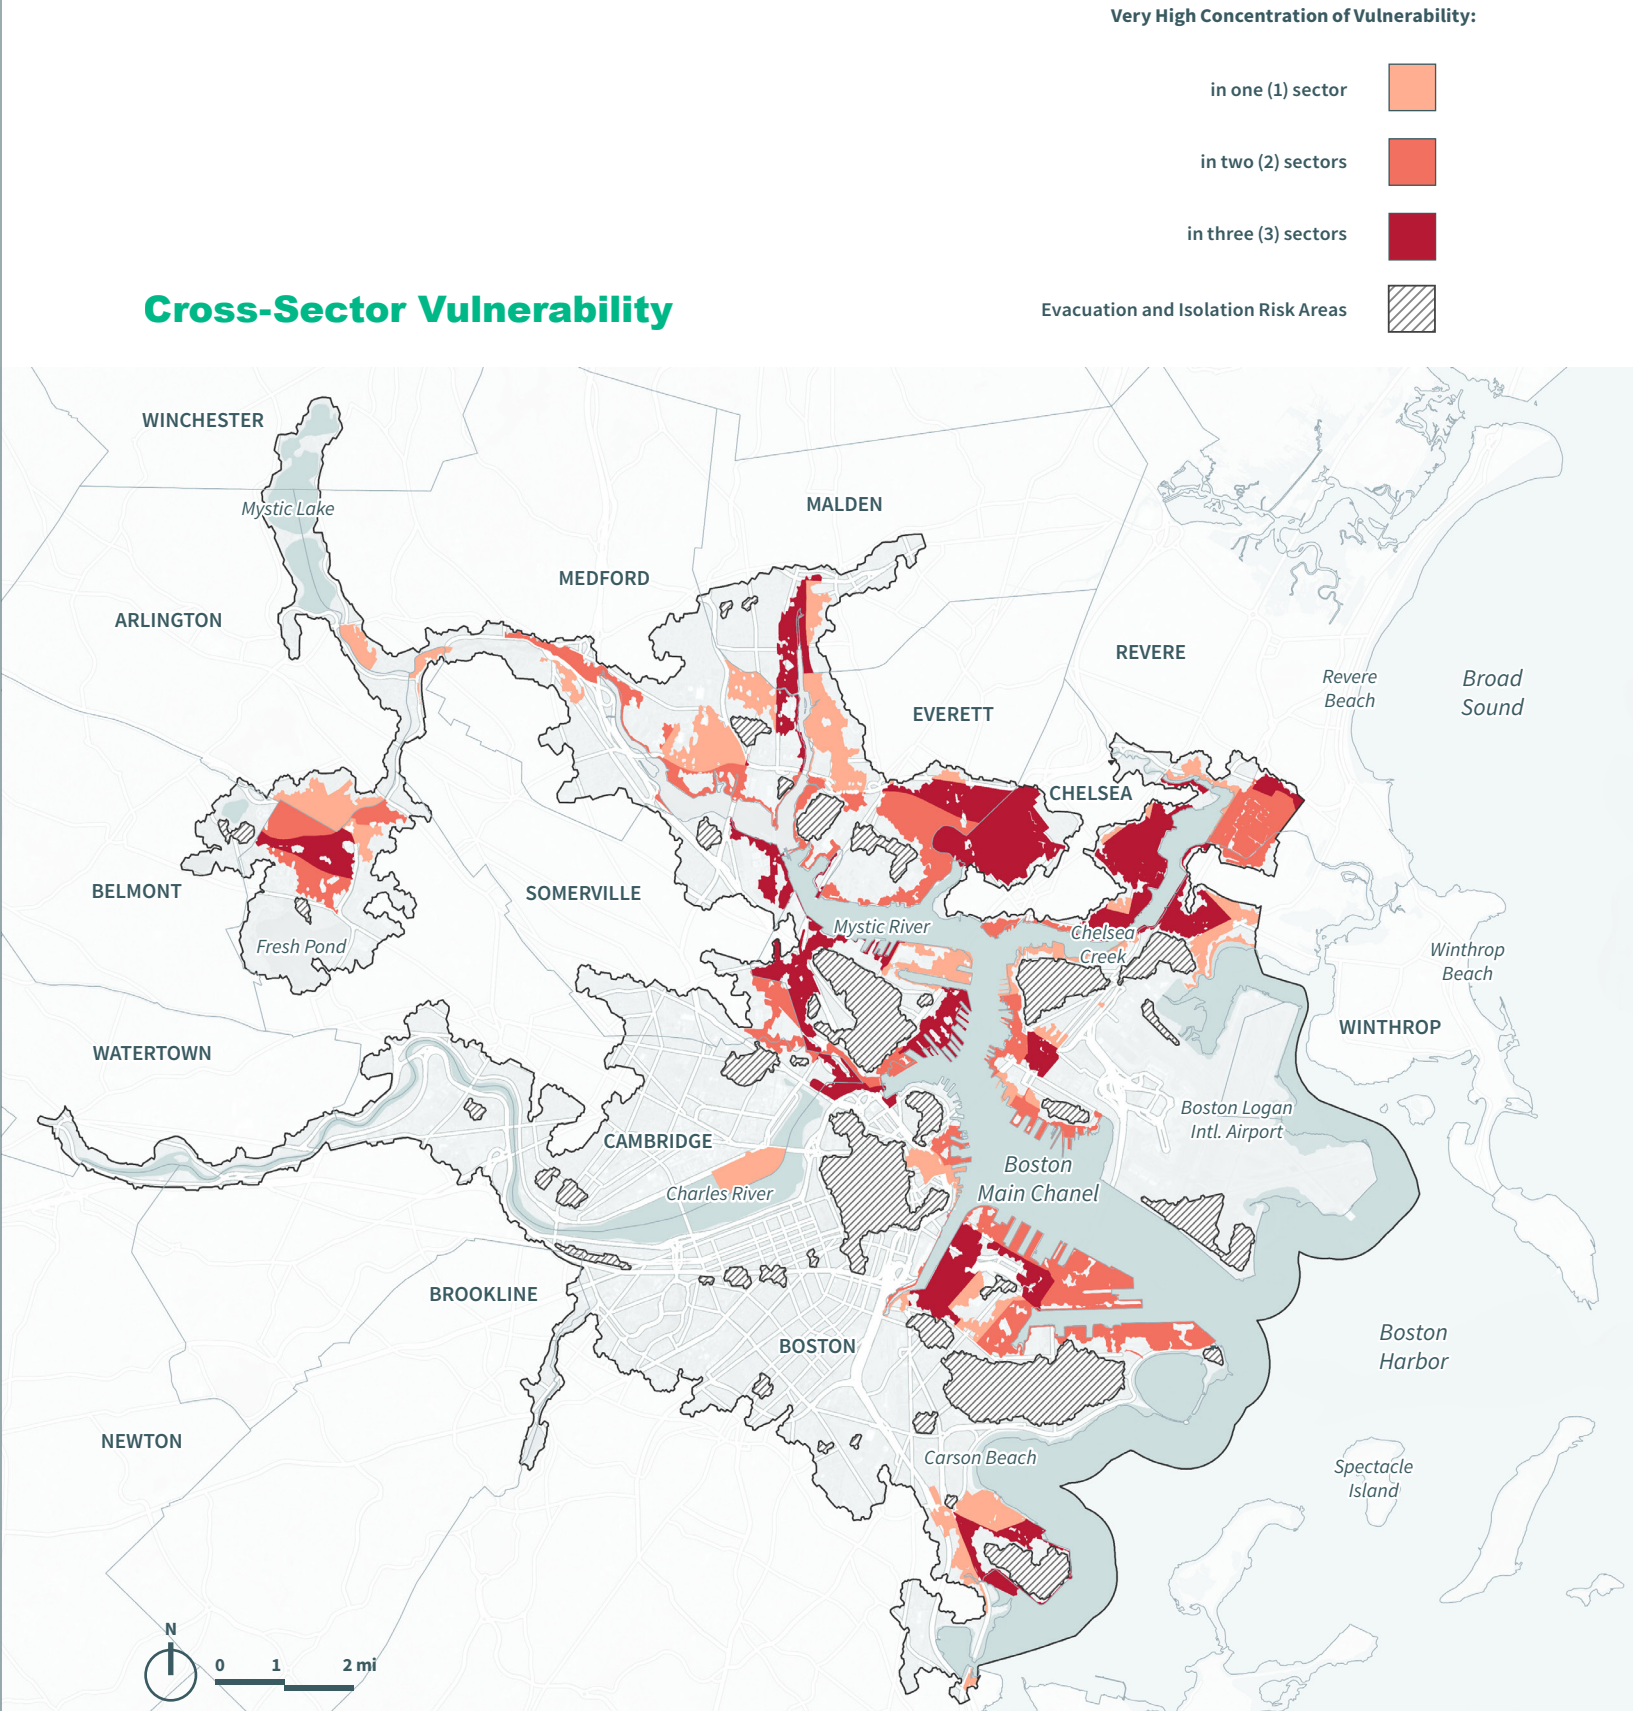 Very High Concentration of Vulnerability:
in one (1) sector
in two (2) sectors
in three (3) sectors
Evacuation and Isolation Risk Areas
Cross-Sector Vulnerability
WINCHESTER
Mystic Lake
MALDEN
MEDFORD
ARLINGTON
REVERE
Revere
Beach
Broad
Sound
EVERETT
CHELSEA
BELMONT
SOMERVILLE
Mystic River
Chelsea
Creek
Fresh Pond
Winthrop
Beach
WINTHROP
WATERTOWN
Boston Logan
Intl. Airport
CAMBRIDGE
Charles River
Boston
Main Chanel
BROOKLINE
BOSTON
Boston
Harbor
NEWTON
Carson Beach
Spectacle
Island
N
0 1 2 mi